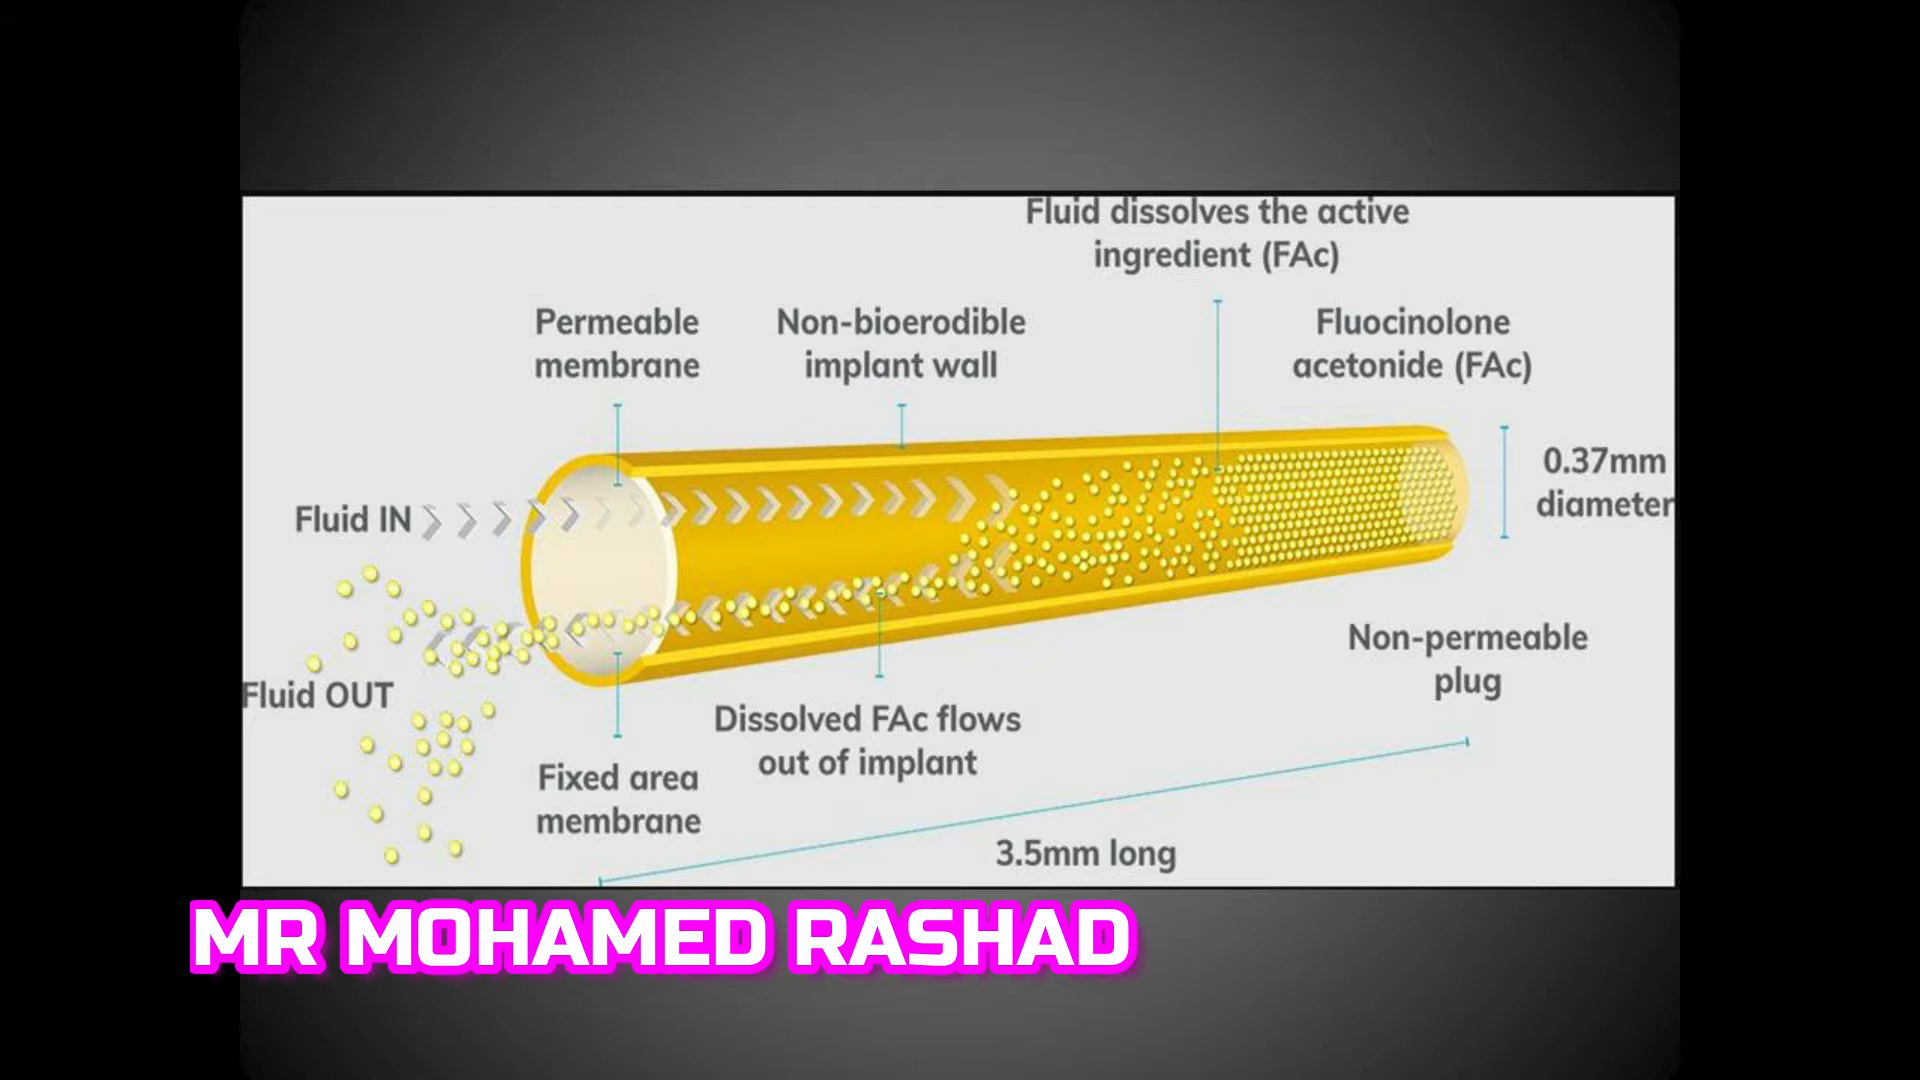 Fluid dissolves the active
ingredient (FAc)
Permeable
membrane
Non-bioerodible
implant wall
Fluocinolone
acetonide (FAc)
0.37mm
diameter
Fluid IN
Fluid OUT
Non-permeable
plug
Dissolved FAc flows
out of implant
Fixed area
membrane
3.5mm long
MR MOHAMED RASHAD